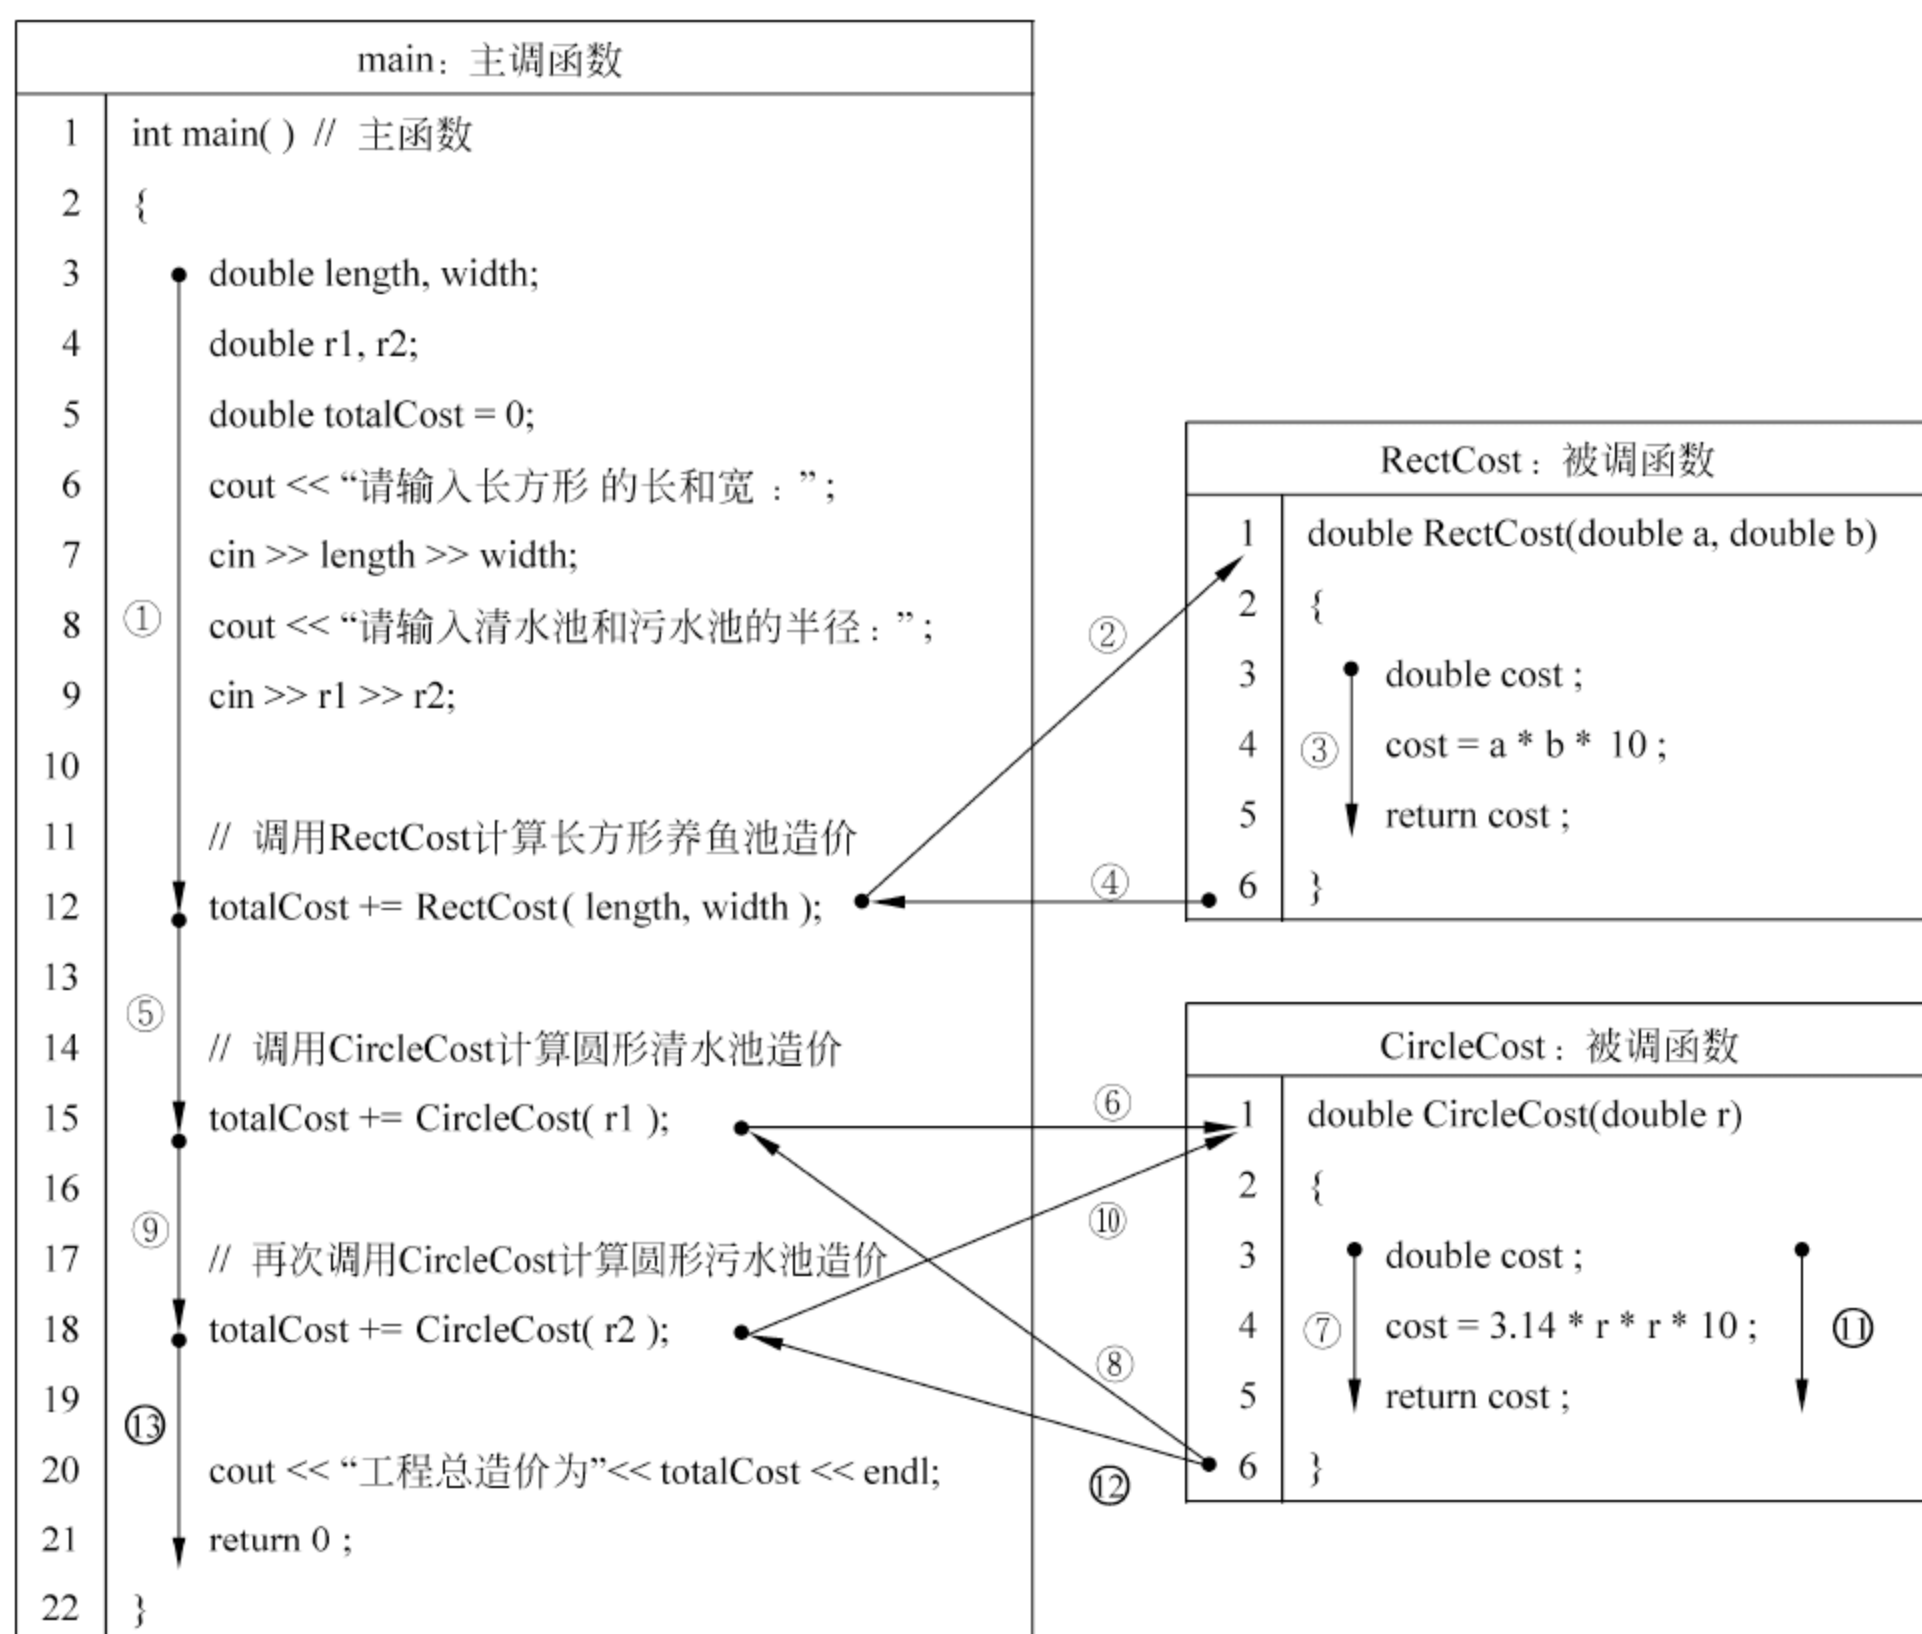 main：主调函数
1 int main( ) // 主函数
2 {
3 double length, width;
4 double r1, r2;
5 double totalCost = 0;
6 cout << “请输入长方形 的长和宽 ：” ;
7 cin >> length >> width;
① 8 cout << “请输入清水池和污水池的半径：” ;
9 cin >> r1 >> r2;
10
11 // 调用RectCost计算长方形养鱼池造价
12 totalCost += RectCost( length, width );
13
⑤
14 // 调用CircleCost计算圆形清水池造价
15 totalCost += CircleCost( r1 );
16
⑨
17 // 再次调用CircleCost计算圆形污水池造价
18 totalCost += CircleCost( r2 );
19
⑬
20 cout << “工程总造价为”<< totalCost << endl;
21 return 0 ;
22 }
②
④
⑥
⑩
⑧
⑫
RectCost：被调函数
1 double RectCost(double a, double b)
2 {
3 double cost ;
4 ③ cost = a * b * 10 ;
5 return cost ;
6 }
CircleCost：被调函数
1 double CircleCost(double r)
2 {
3 double cost ;
4 ⑦ cost = 3.14 * r * r * 10 ; ⑪
5 return cost ;
6 }